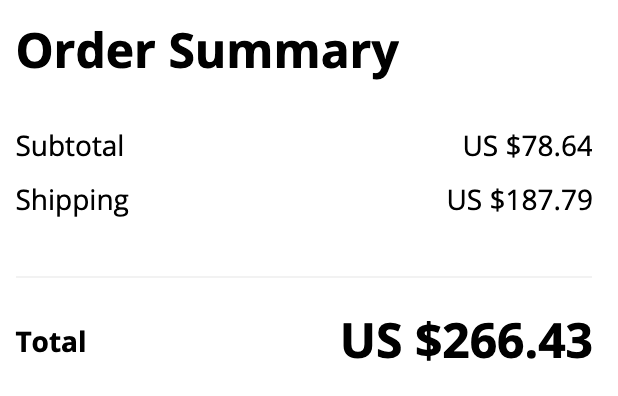 Order Summary
Subtotal US $78.64
Shipping US $187.79
Total US $266.43